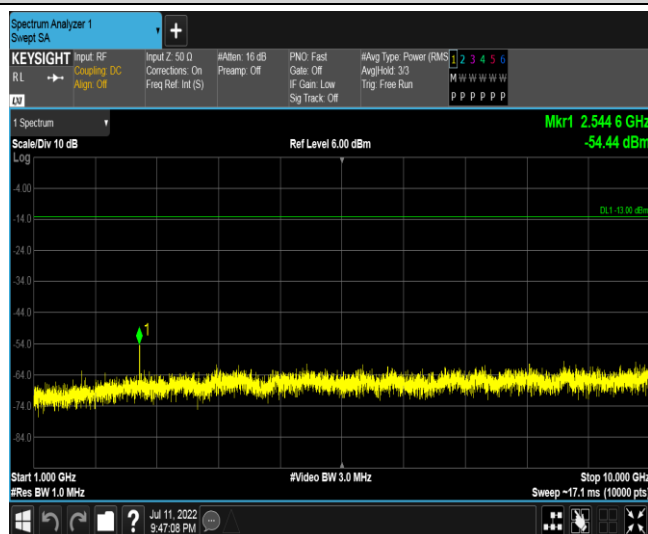 Spectrum Analyzer 1
Swept SA
KEYSIGHT
RL
LXI
Input: RF
Coupling: DC
Align: Off
Input Z: 50 Ω
Corrections: On
Freq Ref: Int (S)
#Atten: 16 dB
Preamp: Off
PNO: Fast
Gate: Off
IF Gain: Low
Sig Track: Off
#Avg Type: Power (RMS
Avg|Hold: 3/3
Trig: Free Run
1 2 3 4 5 6
M W W W W W
P P P P P P
1 Spectrum
Scale/Div 10 dB
Log
Ref Level 6.00 dBm
Mkr1 2.544 6 GHz
-54.44 dBm
-4.00
DL1 -13.00 dBm
-14.0
-24.0
-34.0
-44.0
1
-54.0
-64.0
-74.0
-84.0
Start 1.000 GHz
#Video BW 3.0 MHz
Stop 10.000 GHz
#Res BW 1.0 MHz
Sweep ~17.1 ms (10000 pts)
?
Jul 11, 2022
9:47:08 PM